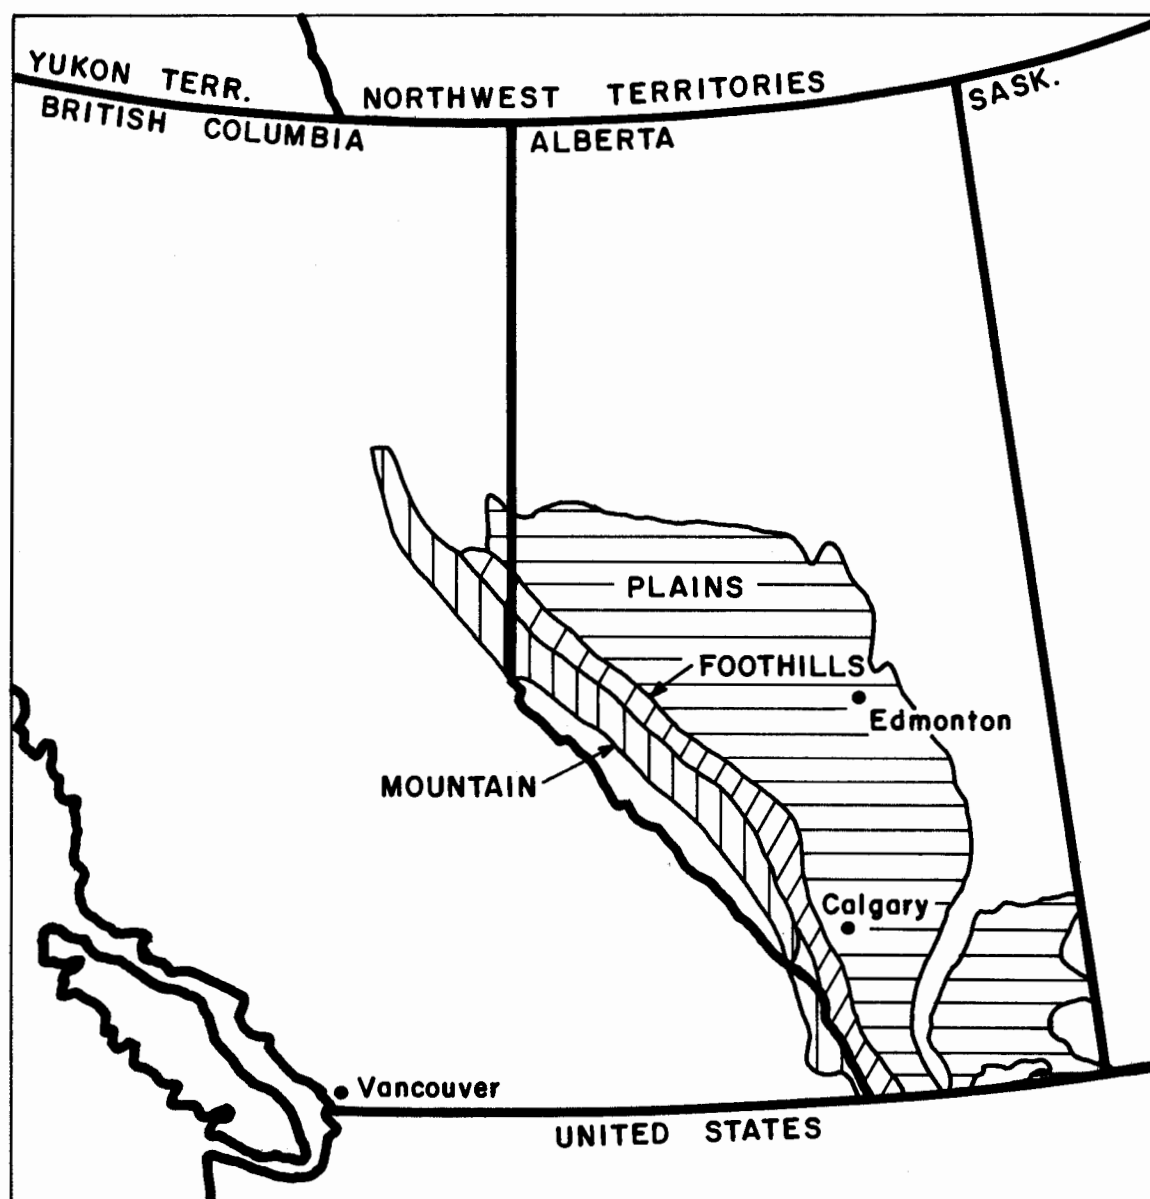 YUKON TERR.
NORTHWEST TERRITORIES
SASK.
BRITISH COLUMBIA
ALBERTA
PLAINS
FOOTHILLS
Edmonton
MOUNTAIN
Calgary
Vancouver
UNITED STATES